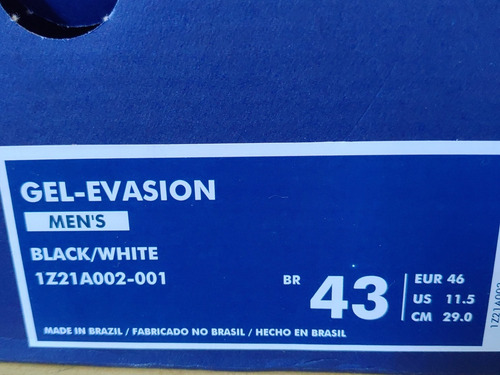 GEL-EVASION
MEN'S
BLACK/WHITE
1Z21A002-001
BR 43
EUR 46
US 11.5
CM 29.0
MADE IN BRAZIL / FABRICADO NO BRASIL / HECHO EN BRASIL
1Z21A002